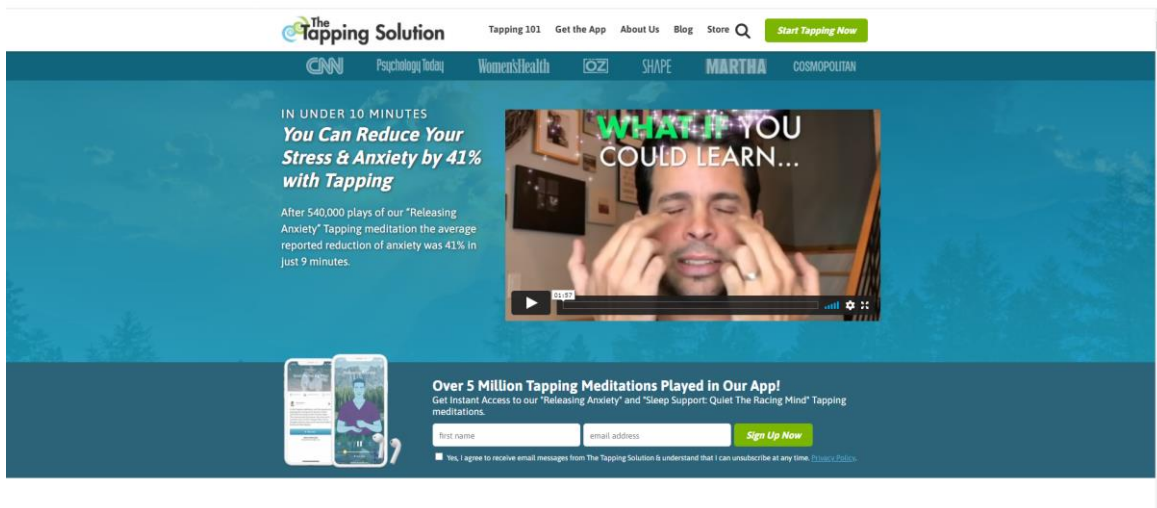 The
Tapping Solution
Tapping 101 Get the App About Us Blog Store
Start Tapping Now
CNN Psychology Today Women'sHealth OZ SHAPE MARTHA COSMOPOLITAN
IN UNDER 10 MINUTES
You Can Reduce Your
Stress & Anxiety by 41%
with Tapping
After 540,000 plays of our "Releasing
Anxiety" Tapping meditation the average
reported reduction of anxiety was 41% in
just 9 minutes.
WHAT IF YOU
COULD LEARN...
01:57
Over 5 Million Tapping Meditations Played in Our App!
Get Instant Access to our "Releasing Anxiety" and "Sleep Support: Quiet The Racing Mind" Tapping
meditations.
first name email address Sign Up Now
Yes, I agree to receive email messages from The Tapping Solution & understand that I can unsubscribe at any time. Privacy Policy.